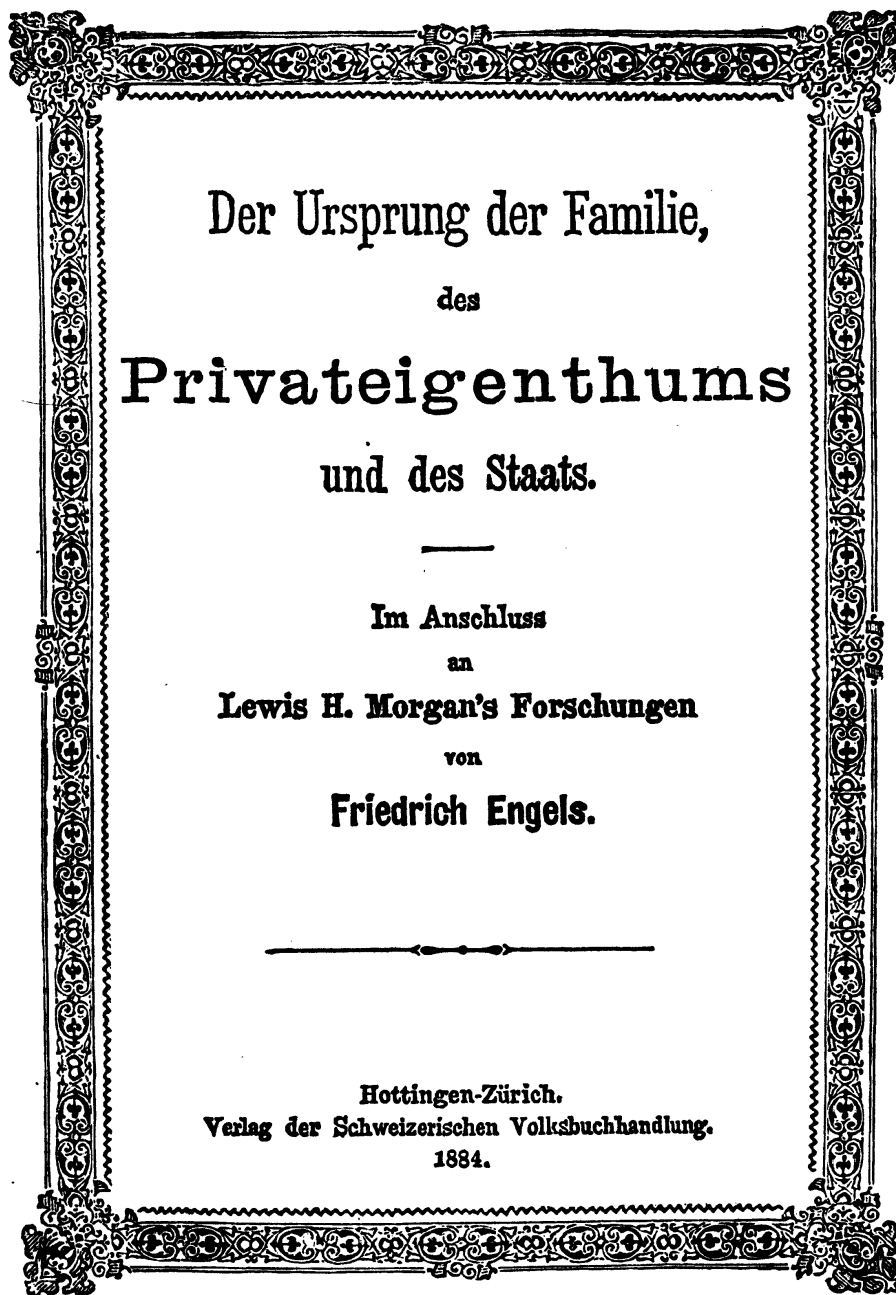 Der Ursprung der Familie,
des
Privateigenthums
und des Staats.
Im Anschluss
an
Lewis H. Morgan's Forschungen
von
Friedrich Engels.
Hottingen-Zürich.
Verlag der Schweizerischen Volksbuchhandlung.
1884.